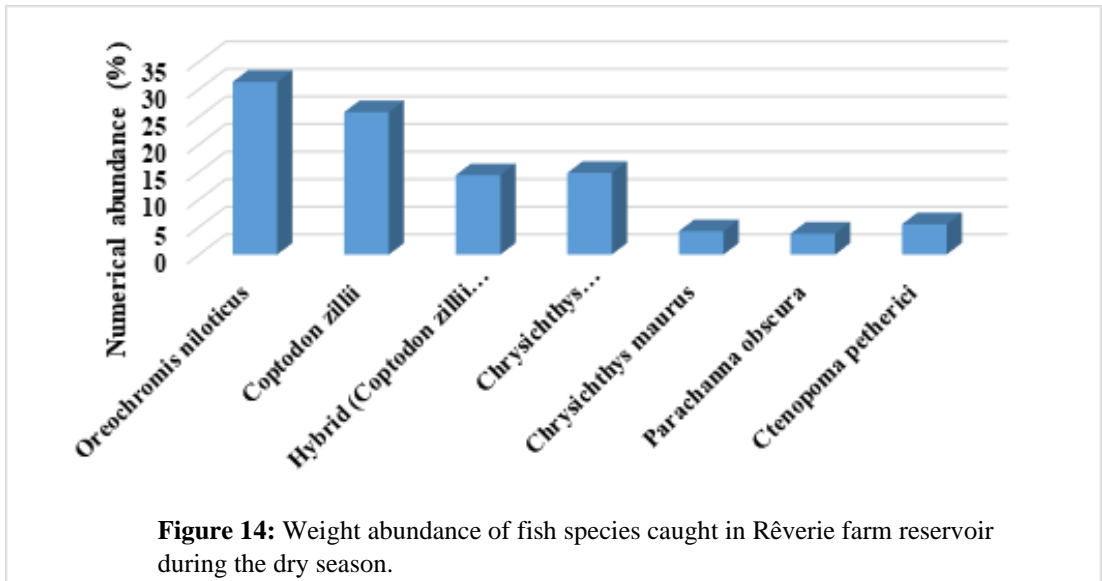 Numerical abundance (%)
35
30
25
20
15
10
5
0
Oreochromis niloticus
Coptodon zillii
Hybrid (Coptodon zillii…
Chrysichthys…
Chrysichthys maurus
Parachanna obscura
Ctenopoma petherici
Figure 14: Weight abundance of fish species caught in Rêverie farm reservoir
during the dry season.